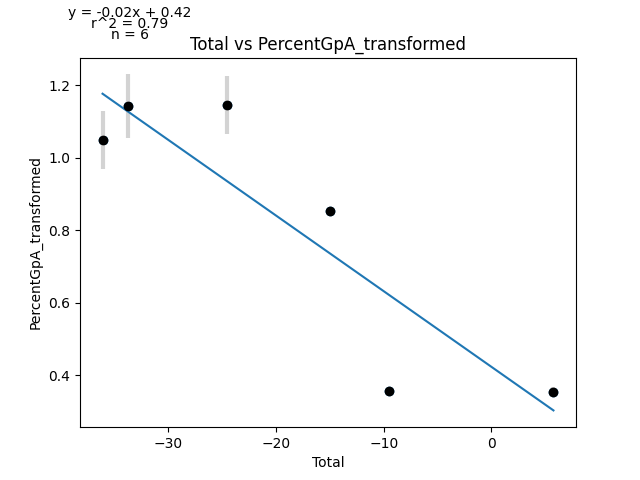 y = -0.02x + 0.42
r^2 = 0.79
n = 6
Total vs PercentGpA_transformed
PercentGpA_transformed
1.2
1.0
0.8
0.6
0.4
−30
−20
−10
0
Total